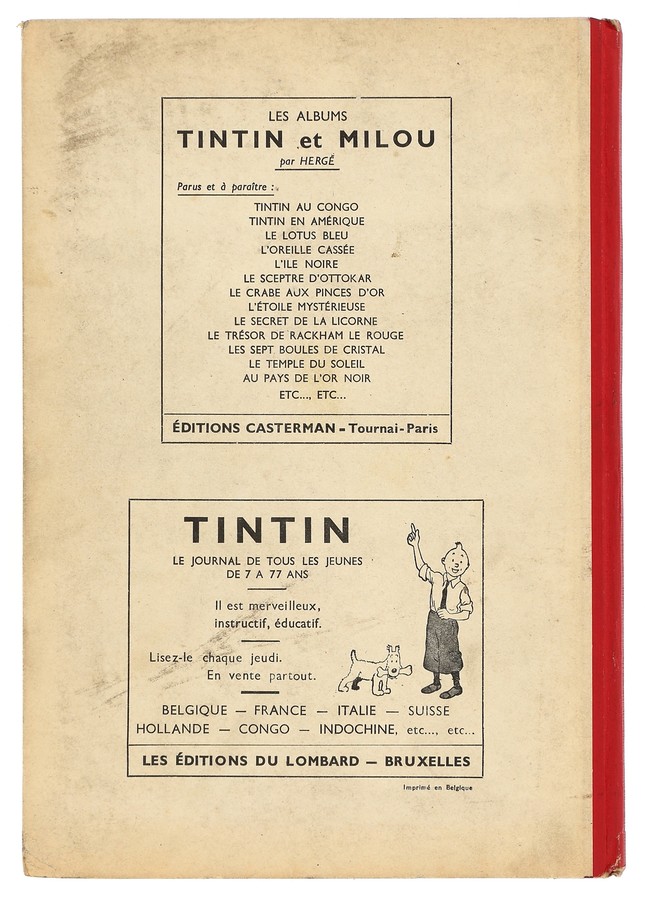 LES ALBUMS
TINTIN et MILOU
par HERGÉ
Parus et à paraître :
TINTIN AU CONGO
TINTIN EN AMÉRIQUE
LE LOTUS BLEU
L'OREILLE CASSÉE
L'ILE NOIRE
LE SCEPTRE D'OTTOKAR
LE CRABE AUX PINCES D'OR
L'ÉTOILE MYSTÉRIEUSE
LE SECRET DE LA LICORNE
LE TRÉSOR DE RACKHAM LE ROUGE
LES SEPT BOULES DE CRISTAL
LE TEMPLE DU SOLEIL
AU PAYS DE L'OR NOIR
ETC..., ETC...
ÉDITIONS CASTERMAN - Tournai - Paris
TINTIN
LE JOURNAL DE TOUS LES JEUNES
DE 7 A 77 ANS
Il est merveilleux,
instructif, éducatif.
Lisez-le chaque jeudi.
En vente partout.
BELGIQUE — FRANCE — ITALIE — SUISSE
HOLLANDE — CONGO — INDOCHINE, etc..., etc...
LES ÉDITIONS DU LOMBARD — BRUXELLES
Imprimé en Belgique